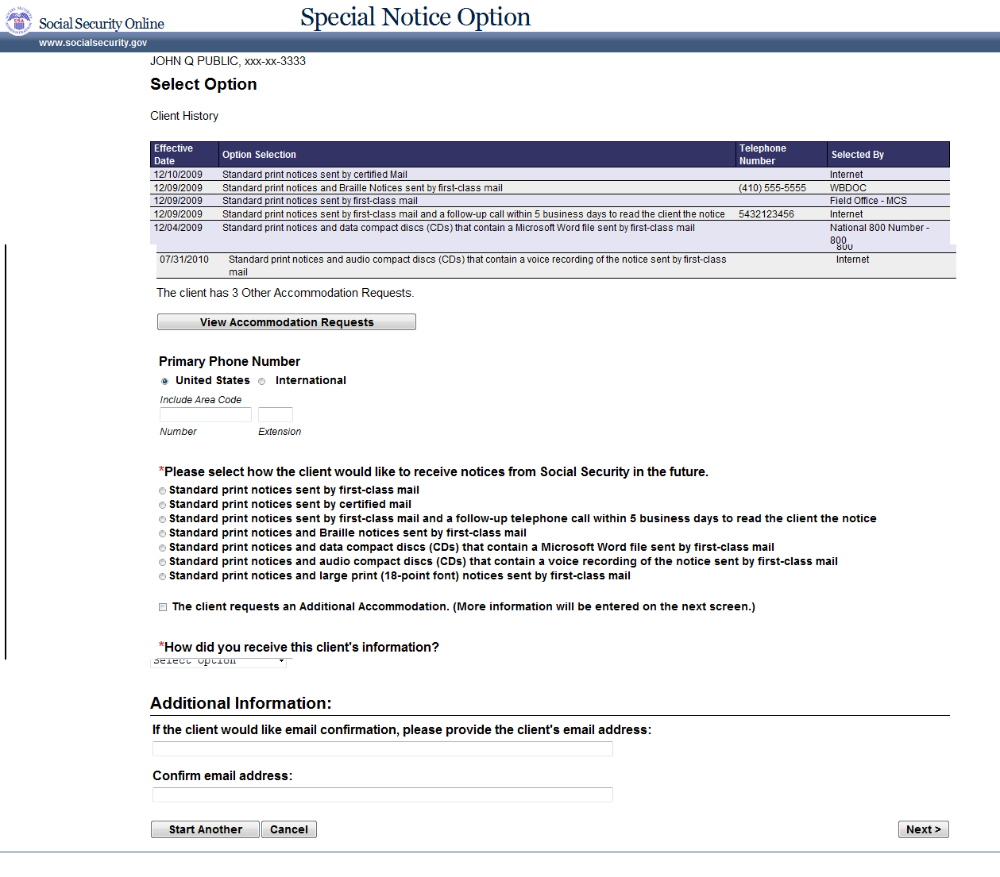 Social Security Online
Special Notice Option
www.socialsecurity.gov
JOHN Q PUBLIC, xxx-xx-3333
Select Option
Client History
Effective Date Option Selection Telephone Number Selected By
12/10/2009 Standard print notices sent by certified Mail Internet
12/09/2009 Standard print notices and Braille Notices sent by first-class mail (410) 555-5555 WBDOC
12/09/2009 Standard print notices sent by first-class mail Field Office - MCS
12/09/2009 Standard print notices sent by first-class mail and a follow-up call within 5 business days to read the client the notice 5432123456 Internet
12/04/2009 Standard print notices and data compact discs (CDs) that contain a Microsoft Word file sent by first-class mail National 800 Number -
800
800
07/31/2010 Standard print notices and audio compact discs (CDs) that contain a voice recording of the notice sent by first-class Internet
mail
The client has 3 Other Accommodation Requests.
View Accommodation Requests
Primary Phone Number
United States International
Include Area Code
Number Extension
*Please select how the client would like to receive notices from Social Security in the future.
Standard print notices sent by first-class mail
Standard print notices sent by certified mail
Standard print notices sent by first-class mail and a follow-up telephone call within 5 business days to read the client the notice
Standard print notices and Braille notices sent by first-class mail
Standard print notices and data compact discs (CDs) that contain a Microsoft Word file sent by first-class mail
Standard print notices and audio compact discs (CDs) that contain a voice recording of the notice sent by first-class mail
Standard print notices and large print (18-point font) notices sent by first-class mail
The client requests an Additional Accommodation. (More information will be entered on the next screen.)
*How did you receive this client's information?
Select Option
Additional Information:
If the client would like email confirmation, please provide the client's email address:
Confirm email address:
Start Another Cancel Next >